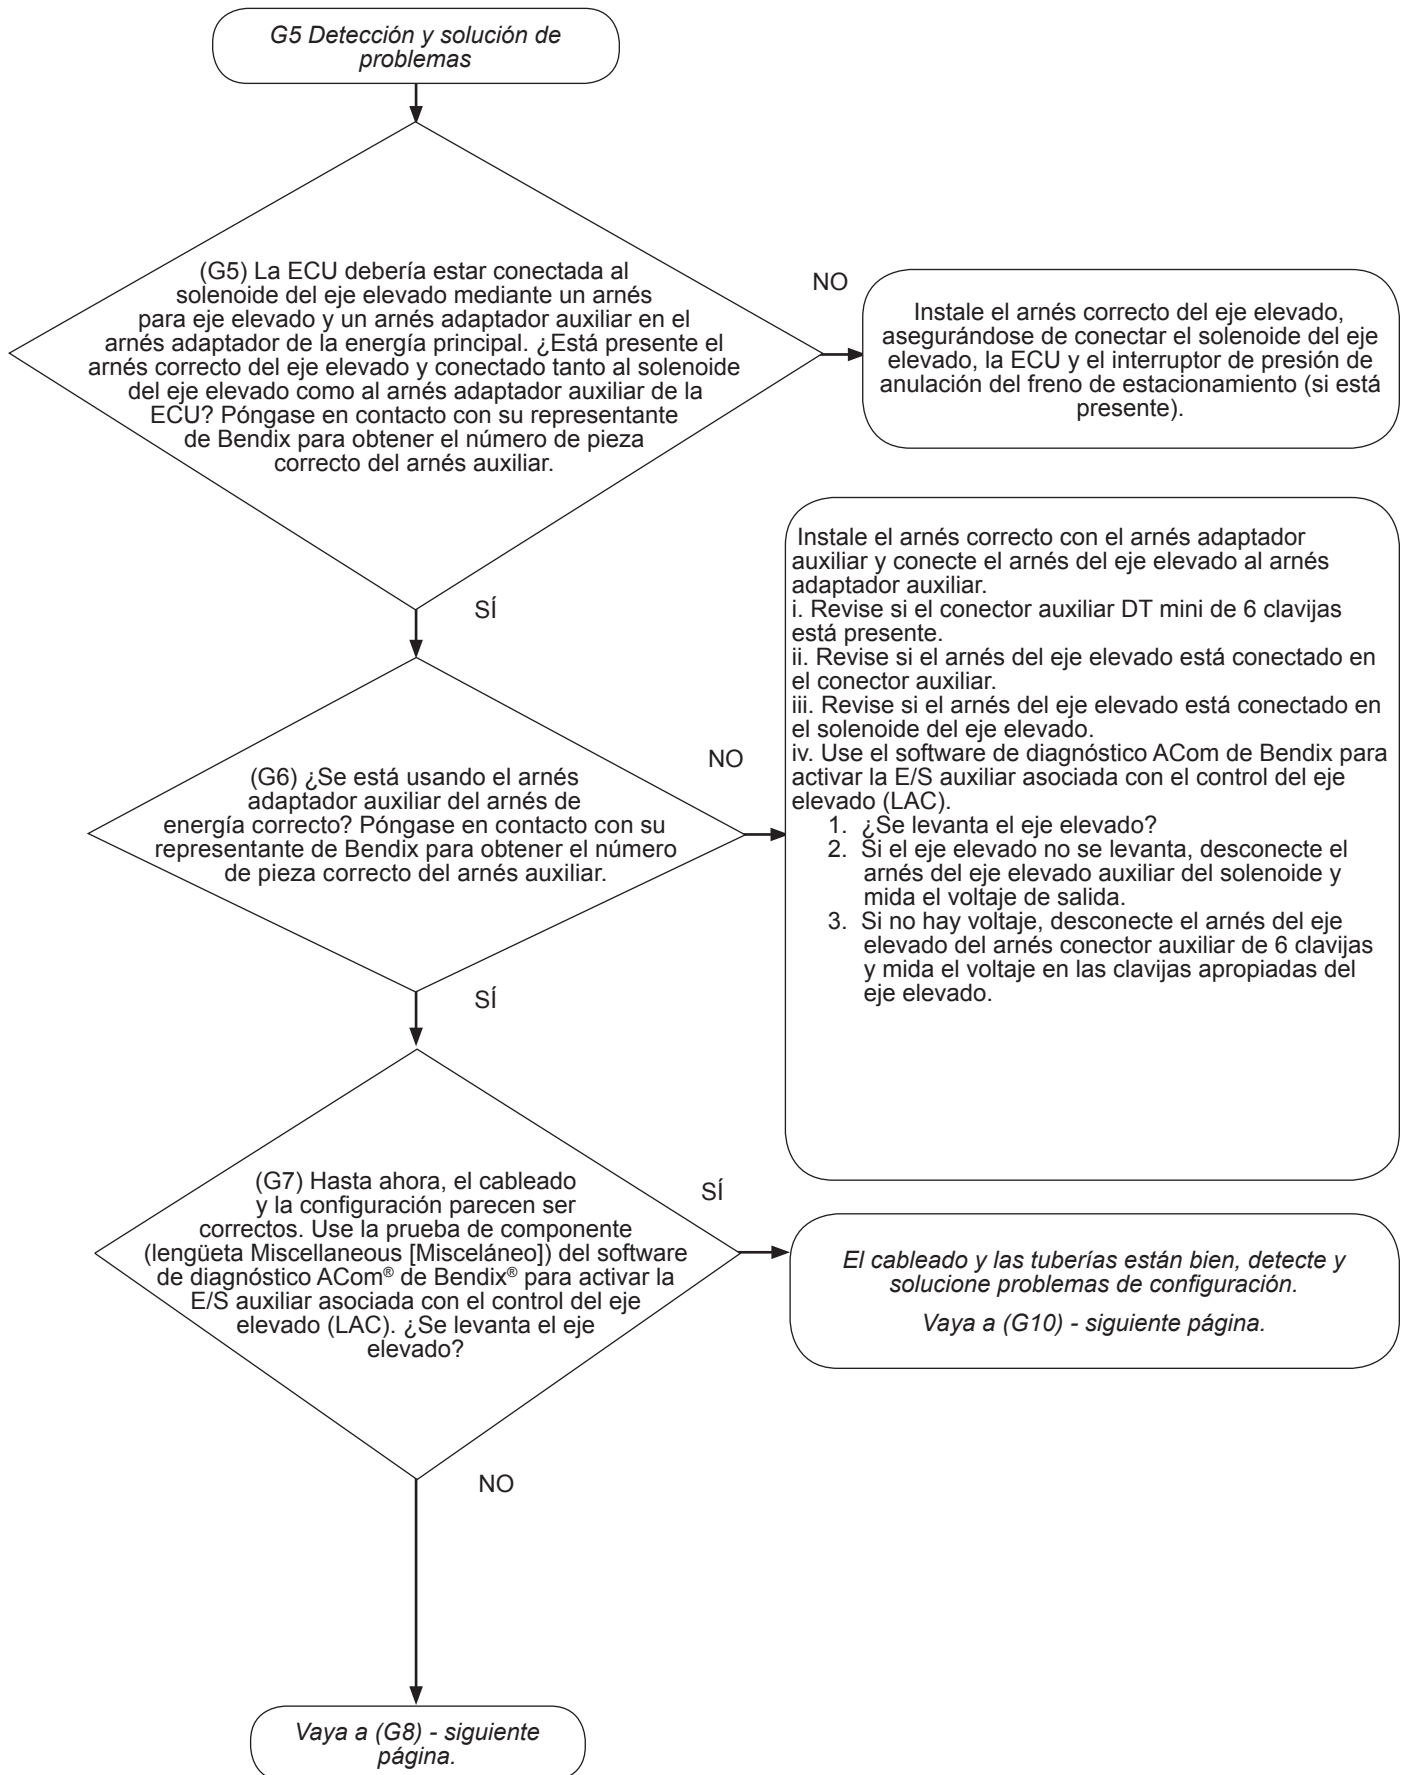 G5 Detección y solución de
problemas
(G5) La ECU debería estar conectada al
solenoide del eje elevado mediante un arnés
para eje elevado y un arnés adaptador auxiliar en el
arnés adaptador de la energía principal. ¿Está presente el
arnés correcto del eje elevado y conectado tanto al solenoide
del eje elevado como al arnés adaptador auxiliar de la
ECU? Póngase en contacto con su representante
de Bendix para obtener el número de pieza
correcto del arnés auxiliar.
NO
Instale el arnés correcto del eje elevado,
asegurándose de conectar el solenoide del eje
elevado, la ECU y el interruptor de presión de
anulación del freno de estacionamiento (si está
presente).
SÍ
(G6) ¿Se está usando el arnés
adaptador auxiliar del arnés de
energía correcto? Póngase en contacto con su
representante de Bendix para obtener el número
de pieza correcto del arnés auxiliar.
NO
Instale el arnés correcto con el arnés adaptador
auxiliar y conecte el arnés del eje elevado al arnés
adaptador auxiliar.
i. Revise si el conector auxiliar DT mini de 6 clavijas
está presente.
ii. Revise si el arnés del eje elevado está conectado en
el conector auxiliar.
iii. Revise si el arnés del eje elevado está conectado en
el solenoide del eje elevado.
iv. Use el software de diagnóstico ACom de Bendix para
activar la E/S auxiliar asociada con el control del eje
elevado (LAC).
1. ¿Se levanta el eje elevado?
2. Si el eje elevado no se levanta, desconecte el
arnés del eje elevado auxiliar del solenoide y
mida el voltaje de salida.
3. Si no hay voltaje, desconecte el arnés del eje
elevado del arnés conector auxiliar de 6 clavijas
y mida el voltaje en las clavijas apropiadas del
eje elevado.
SÍ
(G7) Hasta ahora, el cableado
y la configuración parecen ser
correctos. Use la prueba de componente
(lengüeta Miscellaneous [Misceláneo]) del software
de diagnóstico ACom® de Bendix® para activar la
E/S auxiliar asociada con el control del eje
elevado (LAC). ¿Se levanta el eje
elevado?
SÍ
El cableado y las tuberías están bien, detecte y
solucione problemas de configuración.
Vaya a (G10) - siguiente página.
NO
Vaya a (G8) - siguiente
página.